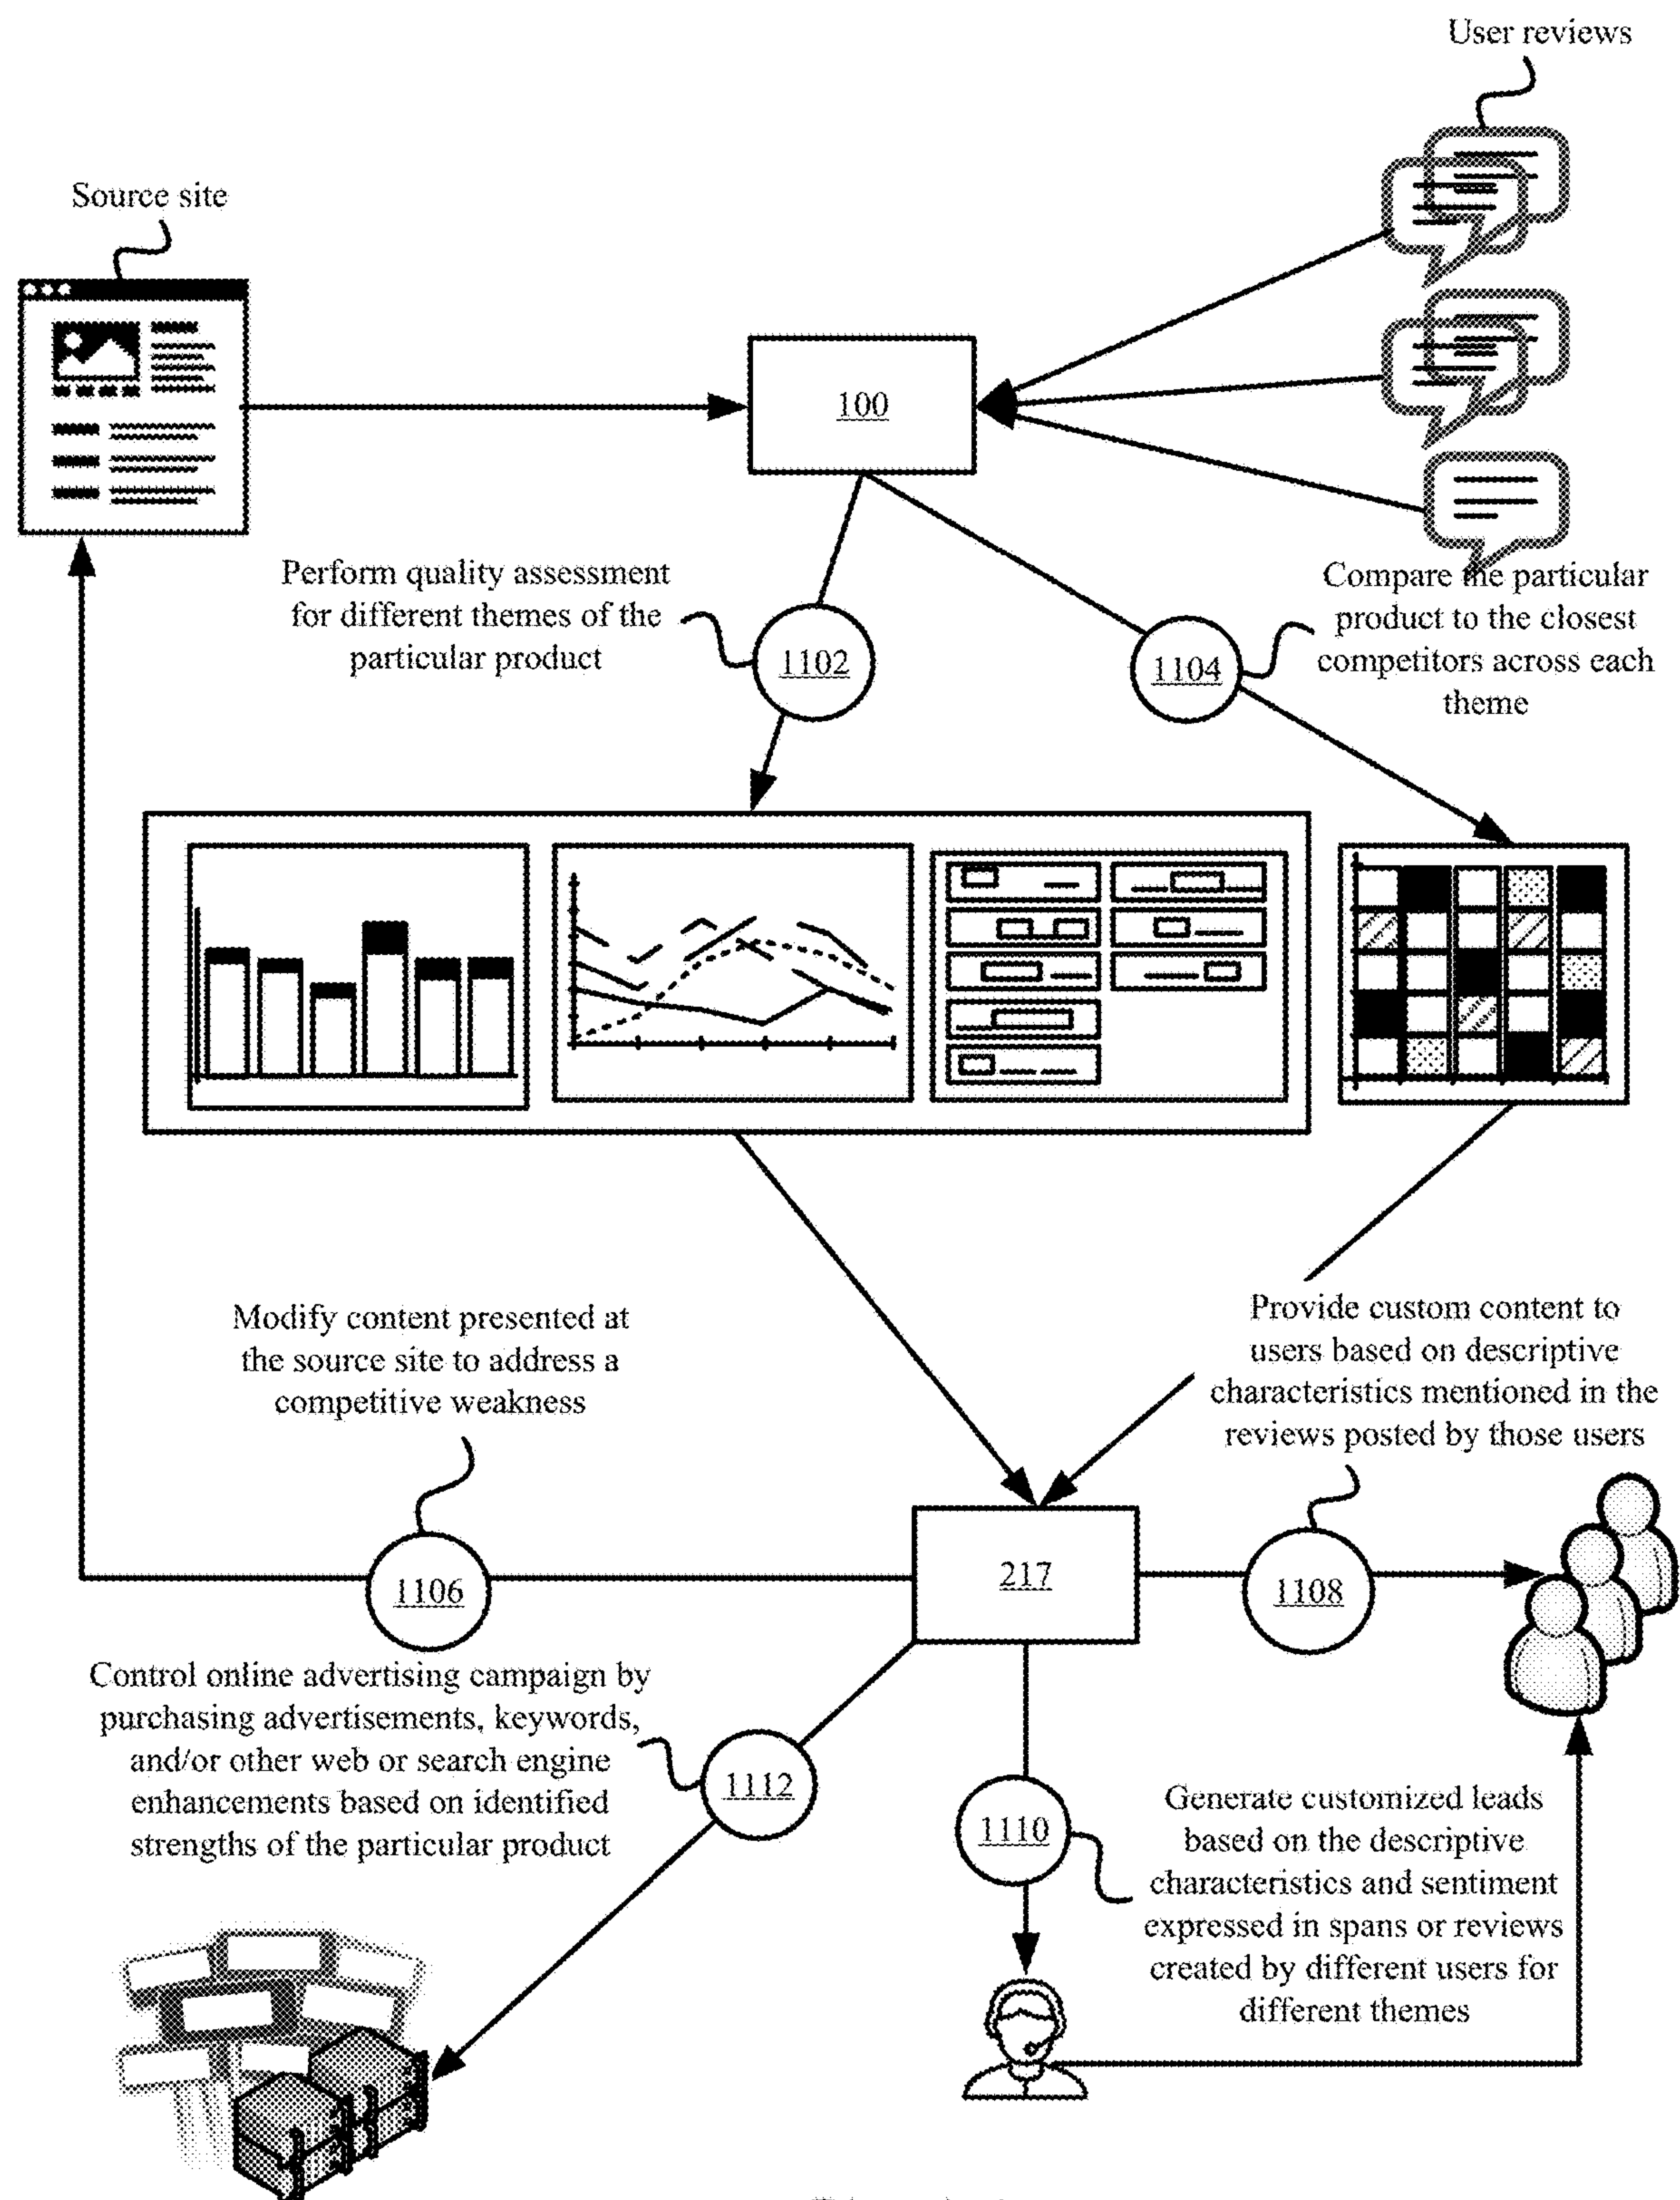 User reviews
Source site
100
Perform quality assessment
for different themes of the
particular product
1102
1104
Compare the particular
product to the closest
competitors across each
theme
Modify content presented at
the source site to address a
competitive weakness
Provide custom content to
users based on descriptive
characteristics mentioned in the
reviews posted by those users
1106
217
1108
Control online advertising campaign by
purchasing advertisements, keywords,
and/or other web or search engine
enhancements based on identified
strengths of the particular product
1112
1110
Generate customized leads
based on the descriptive
characteristics and sentiment
expressed in spans or reviews
created by different users for
different themes